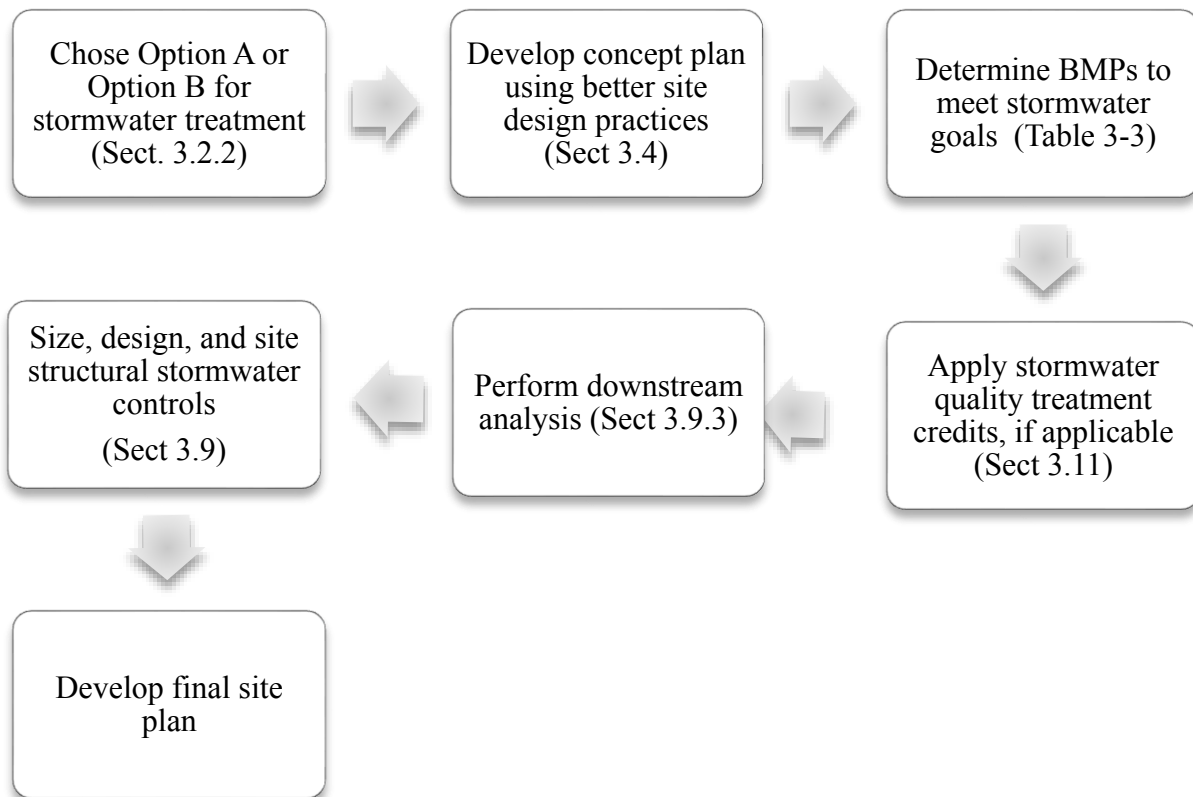 Chose Option A or
Option B for
stormwater treatment
(Sect. 3.2.2)
Develop concept plan
using better site
design practices
(Sect 3.4)
Determine BMPs to
meet stormwater
goals (Table 3-3)
Apply stormwater
quality treatment
credits, if applicable
(Sect 3.11)
Perform downstream
analysis (Sect 3.9.3)
Size, design, and site
structural stormwater
controls
(Sect 3.9)
Develop final site
plan